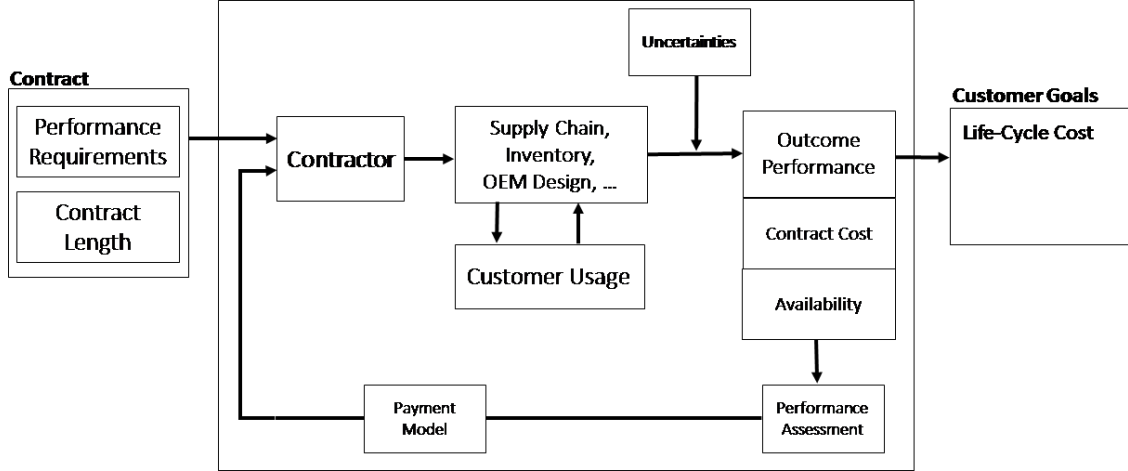 Contract
Performance
Requirements
Contract
Length
Contractor
Supply Chain,
Inventory,
OEM Design, ...
Customer Usage
Uncertainties
Outcome
Performance
Contract Cost
Availability
Performance
Assessment
Payment
Model
Customer Goals
Life-Cycle Cost